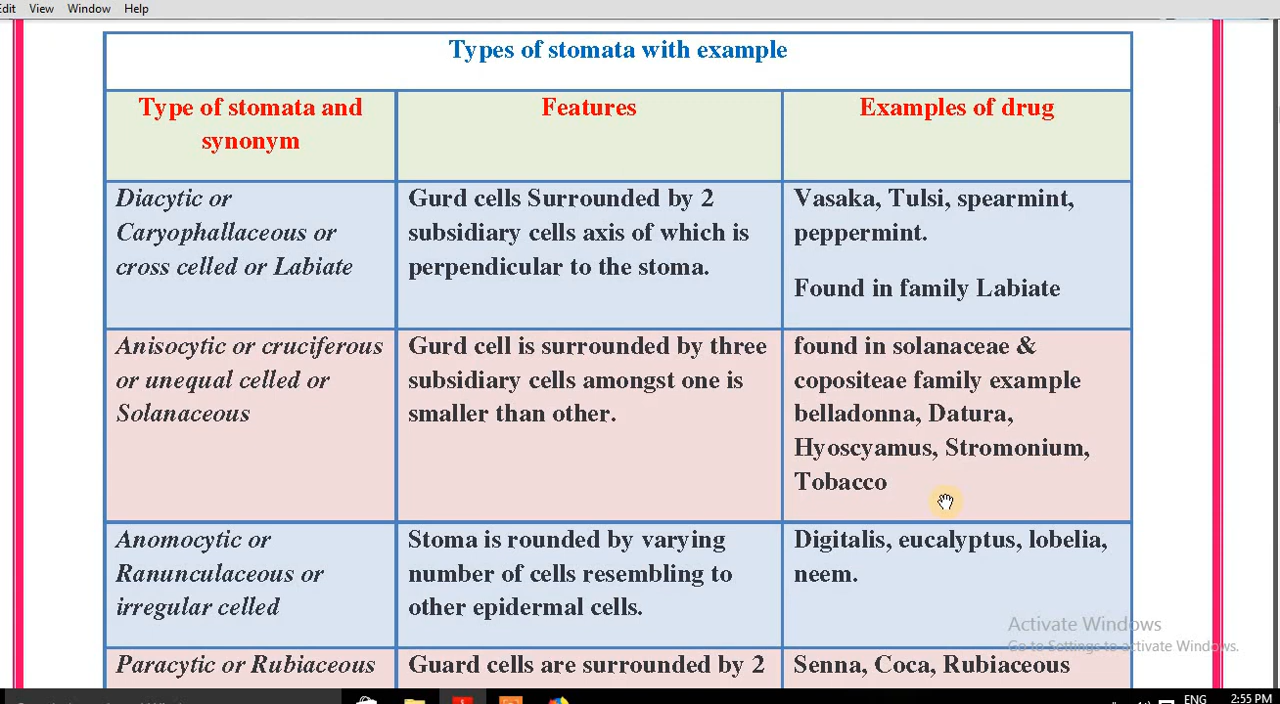 Edit View Window Help
Types of stomata with example
Type of stomata and
synonym
Features
Examples of drug
Diacytic or
Caryophallaceous or
cross celled or Labiate
Gurd cells Surrounded by 2
subsidiary cells axis of which is
perpendicular to the stoma.
Vasaka, Tulsi, spearmint,
peppermint.
Found in family Labiate
Anisocytic or cruciferous
or unequal celled or
Solanaceous
Gurd cell is surrounded by three
subsidiary cells amongst one is
smaller than other.
found in solanaceae &
copositeae family example
belladonna, Datura,
Hyoscyamus, Stromonium,
Tobacco
Anomocytic or
Ranunculaceous or
irregular celled
Stoma is rounded by varying
number of cells resembling to
other epidermal cells.
Digitalis, eucalyptus, lobelia,
neem.
Paracytic or Rubiaceous
Guard cells are surrounded by 2
Senna, Coca, Rubiaceous
Activate Windows
Go to Settings to activate Windows.
ENG
2:55 PM